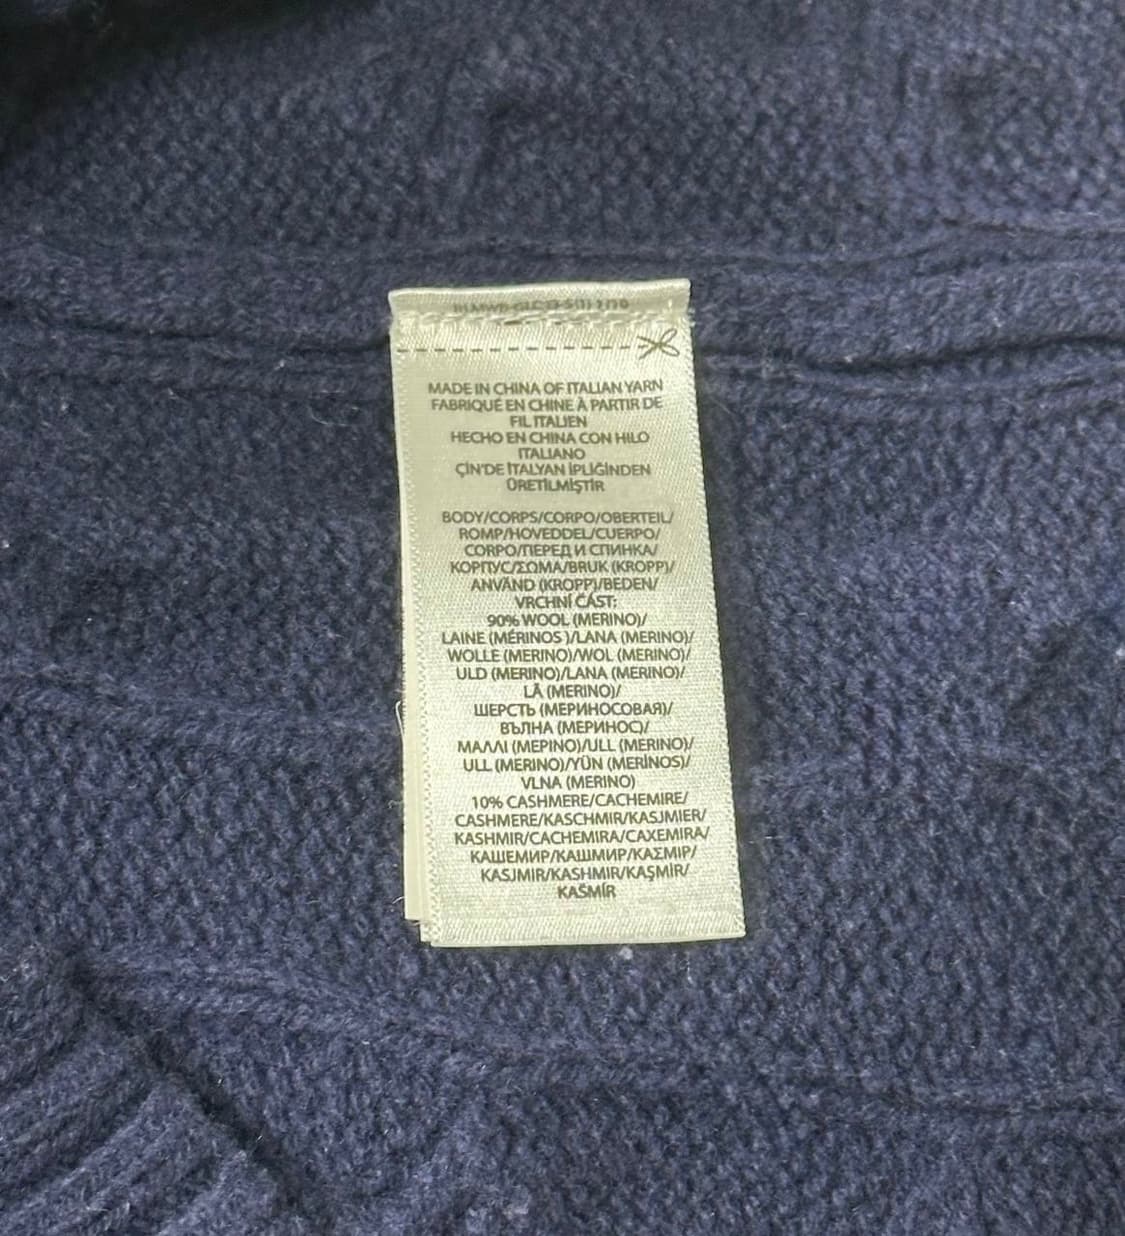 MADE IN CHINA OF ITALIAN YARN
FABRIQUÉ EN CHINE À PARTIR DE
FIL ITALIEN
HECHO EN CHINA CON HILO
ITALIANO
ÇİN'DE İTALYAN İPLİĞİNDEN
ÜRETİLMİŞTİR
BODY/CORPS/CORPO/OBERTEIL/
ROMP/HOVEDDEL/CUERPO/
CORPO/ПЕРЕД И СПИНКА/
КОРПУС/ΣΩΜΑ/BRUK (KROPP)/
ANVÄND (KROPP)/BEDEN/
VRCHNÍ ČÁST:
90% WOOL (MERINO)/
LAINE (MÉRINOS )/LANA (MERINO)/
WOLLE (MERINO)/WOL (MERINO)/
ULD (MERINO)/LANA (MERINO)/
LÃ (MERINO)/
ШЕРСТЬ (МЕРИНОСОВАЯ)/
ВЪЛНА (МЕРИНОС)/
ΜΑΛΛΙ (ΜΕΡΙΝΟ)/ULL (MERINO)/
ULL (MERINO)/YÜN (MERİNOS)/
VLNA (MERINO)
10% CASHMERE/CACHEMIRE/
CASHMERE/KASCHMIR/KASJMIER/
KASHMIR/CACHEMIRA/CAXEMIRA/
КАШЕМИР/КАШМИР/ΚΑΣΜΙΡ/
KASJMIR/KASHMIR/KAŞMİR/
KAŠMÍR